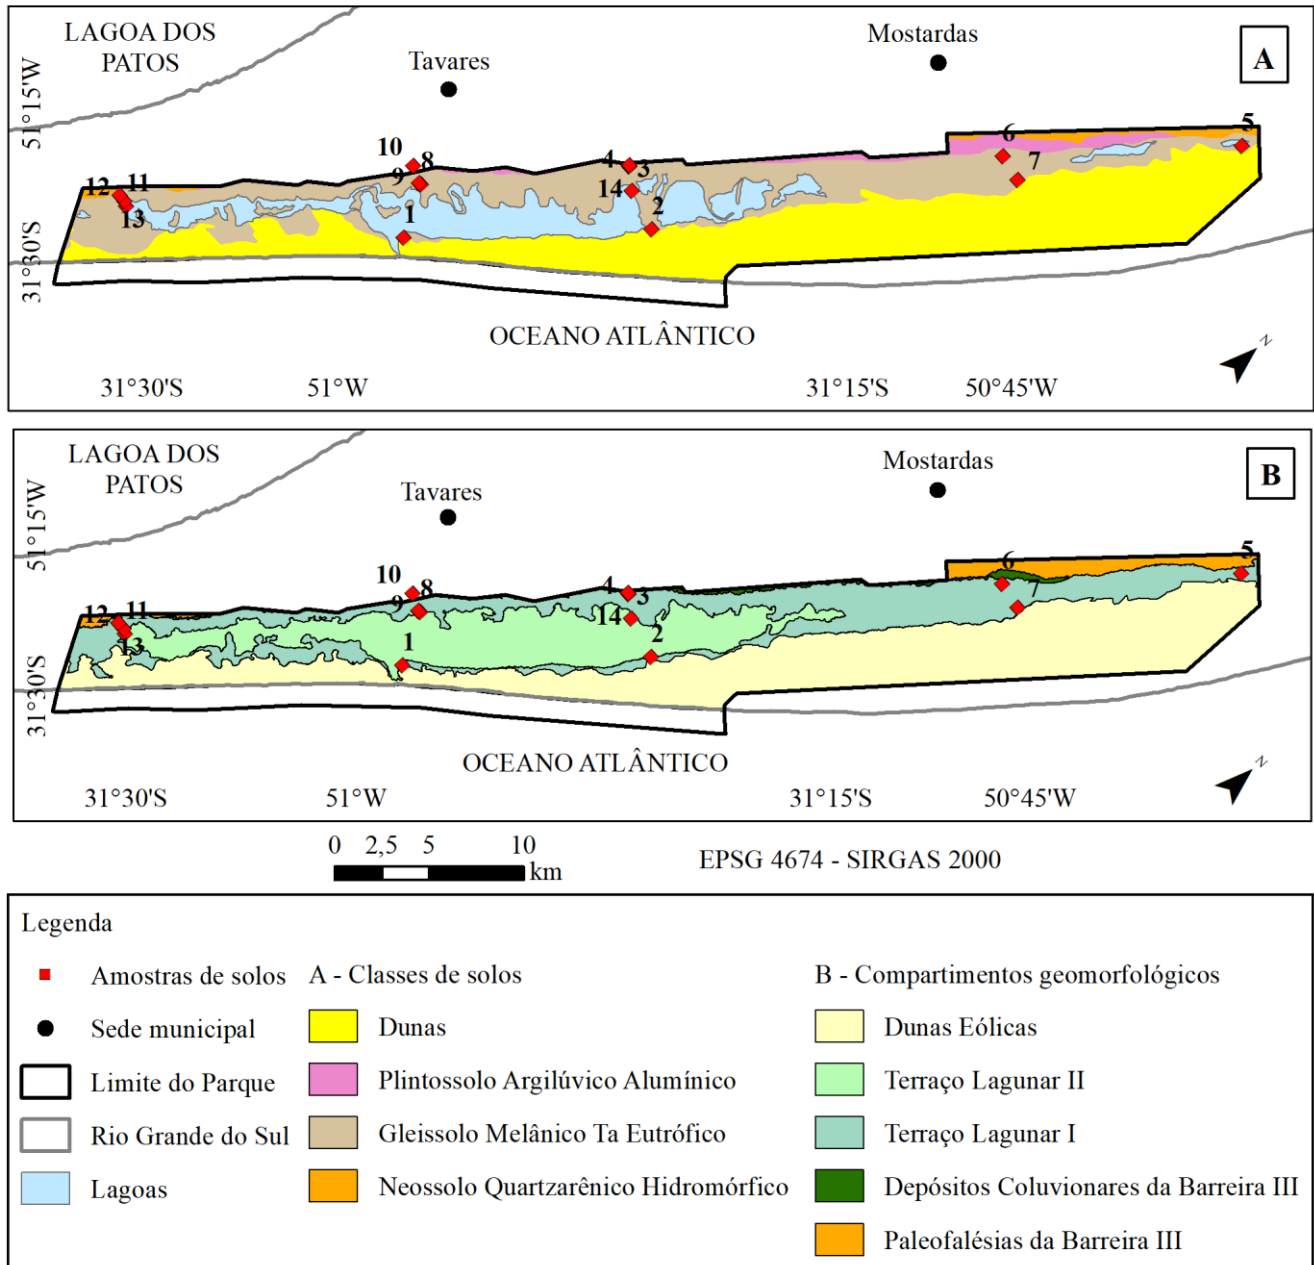 LAGOA DOS
PATOS
Tavares
Mostardas
A
51°15'W
31°30'S
10
8
9
12
11
13
1
4
3
14
2
6
7
5
OCEANO ATLÂNTICO
N
31°30'S
51°W
31°15'S
50°45'W
LAGOA DOS
PATOS
Tavares
Mostardas
B
51°15'W
31°30'S
10
8
9
12
11
13
1
4
3
14
2
6
7
5
OCEANO ATLÂNTICO
N
31°30'S
51°W
31°15'S
50°45'W
0 2,5 5 10
km
EPSG 4674 - SIRGAS 2000
Legenda
Amostras de solos
Sede municipal
Limite do Parque
Rio Grande do Sul
Lagoas
A - Classes de solos
Dunas
Plintossolo Argilúvico Alumínico
Gleissolo Melânico Ta Eutrófico
Neossolo Quartzarênico Hidromórfico
B - Compartimentos geomorfológicos
Dunas Eólicas
Terraço Lagunar II
Terraço Lagunar I
Depósitos Coluvionares da Barreira III
Paleofalésias da Barreira III